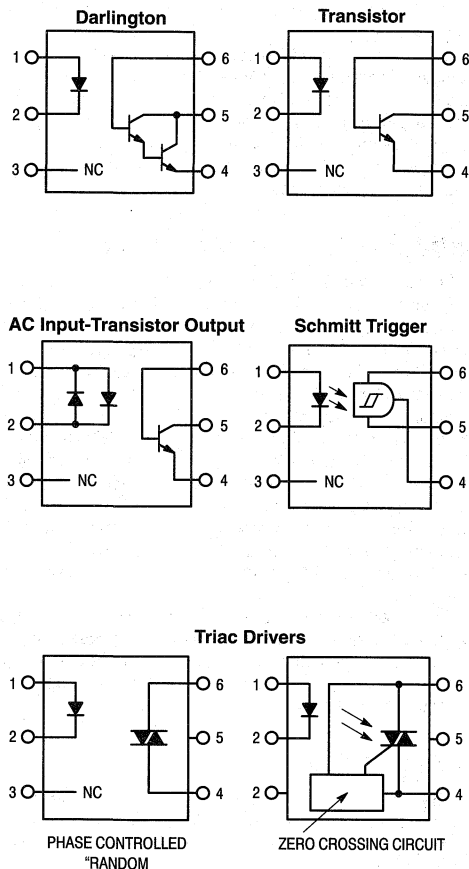 Darlington
1
2
3
NC
6
5
4
Transistor
1
2
3
NC
6
5
4
AC Input-Transistor Output
1
2
3
NC
6
5
4
Schmitt Trigger
1
2
3
NC
6
5
4
Triac Drivers
1
2
3
NC
6
5
4
PHASE CONTROLLED
"RANDOM
1
2
2
6
5
4
ZERO CROSSING CIRCUIT